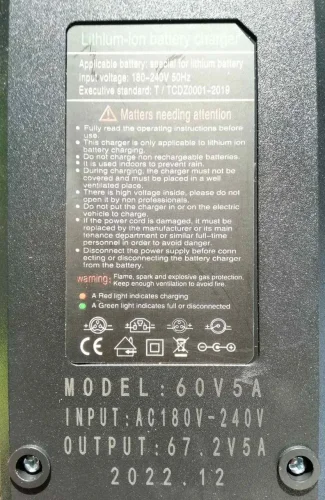 Lithium-ion battery charger
Applicable battery: special for lithium battery
Input voltage: 180-240V 50Hz
Executive standard: T/TCDZ0001-2019
Matters needing attention
Fully read the operating instructions before
use.
This charger is only applicable to lithium ion
battery charging.
Do not charge non rechargeable batteries.
It is used indoors to prevent rain.
During charging, the charger must not be
covered and must be placed in a well
ventilated place.
There is high voltage inside, please do not
open it by non professionals.
Do not put the charger in or on the electric
vehicle to charge.
If the power cord is damaged, it must be
replaced by the manufacturer or its main
tenance department or similar full-time
personnel in order to avoid danger.
Disconnect the power supply before conn
ecting or disconnecting the battery charger
from the battery.
warning: Flame, spark and explosive gas protection.
Keep enough ventilation to avoid fire.
A Red light indicates charging
A Green light indicates full or disconnected
CE
MODEL:60V5A
INPUT:AC180V-240V
OUTPUT:67.2V5A
2022.12